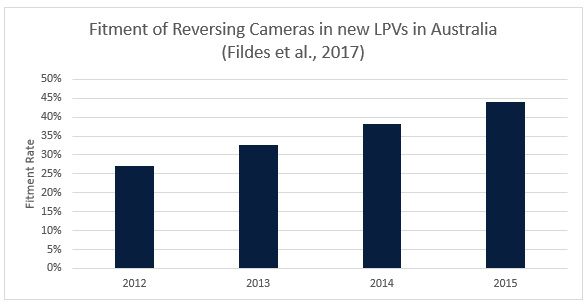 Fitment of Reversing Cameras in new LPVs in Australia
(Fildes et al., 2017)
Fitment Rate
50%
45%
40%
35%
30%
25%
20%
15%
10%
5%
0%
2012 2013 2014 2015